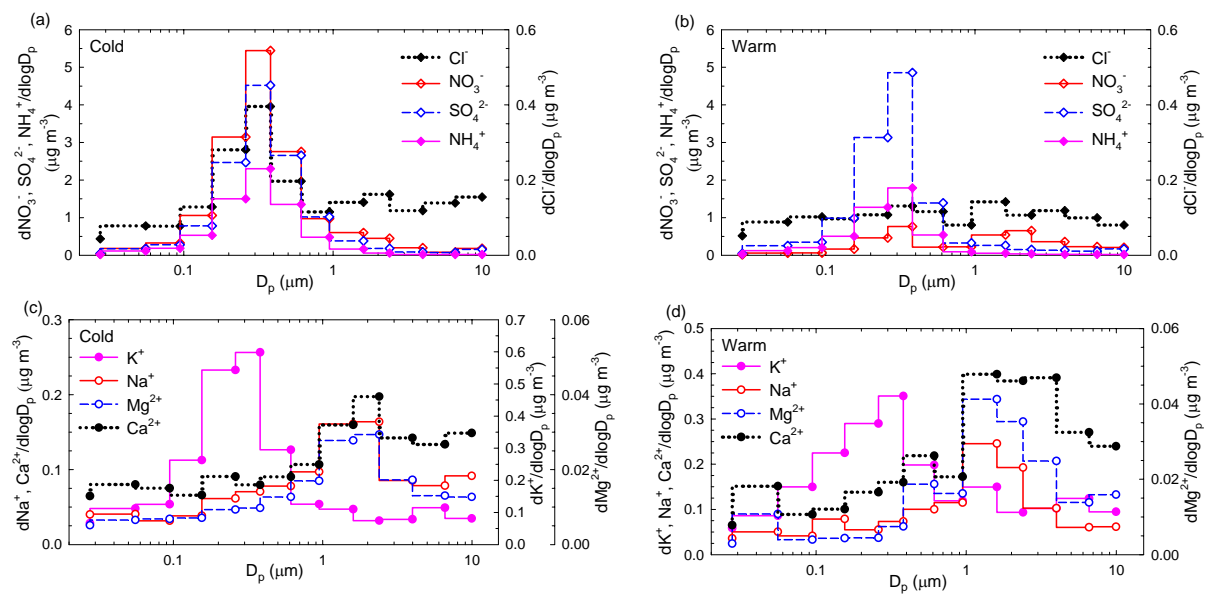 (a)
Cold
Cl⁻
NO₃⁻
SO₄²⁻
NH₄⁺
dNO₃⁻, SO₄²⁻, NH₄⁺/dlogDₚ
(μg m⁻³)
dCl⁻/dlogDₚ (μg m⁻³)
6
5
4
3
2
1
0
0.6
0.5
0.4
0.3
0.2
0.1
0.0
0.1
1
10
Dₚ (μm)
(b)
Warm
Cl⁻
NO₃⁻
SO₄²⁻
NH₄⁺
dNO₃⁻, SO₄²⁻, NH₄⁺/dlogDₚ
(μg m⁻³)
dCl⁻/dlogDₚ (μg m⁻³)
6
5
4
3
2
1
0
0.6
0.5
0.4
0.3
0.2
0.1
0.0
0.1
1
10
Dₚ (μm)
(c)
Cold
K⁺
Na⁺
Mg²⁺
Ca²⁺
dNa⁺, Ca²⁺/dlogDₚ (μg m⁻³)
dK⁺/dlogDₚ (μg m⁻³)
dMg²⁺/dlogDₚ (μg m⁻³)
0.3
0.2
0.1
0.0
0.7
0.6
0.5
0.4
0.3
0.2
0.1
0.0
0.06
0.04
0.02
0.00
0.1
1
10
Dₚ (μm)
(d)
Warm
K⁺
Na⁺
Mg²⁺
Ca²⁺
dK⁺, Na⁺, Ca²⁺/dlogDₚ (μg m⁻³)
dMg²⁺/dlogDₚ (μg m⁻³)
0.5
0.4
0.3
0.2
0.1
0.0
0.06
0.04
0.02
0.00
0.1
1
10
Dₚ (μm)